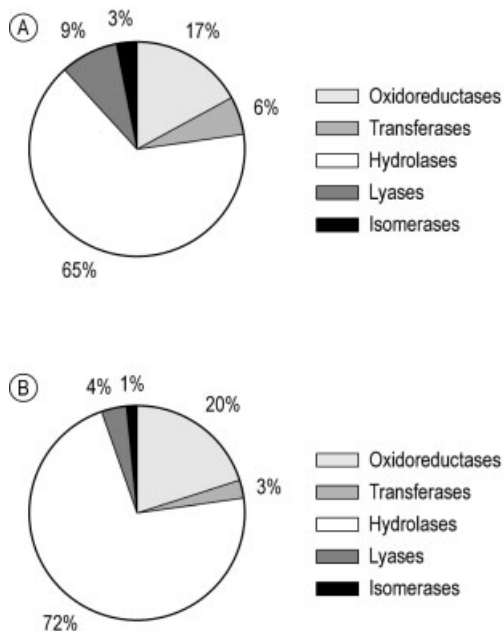 A
3%
9%
17%
6%
65%
Oxidoreductases
Transferases
Hydrolases
Lyases
Isomerases
B
4% 1%
20%
3%
72%
Oxidoreductases
Transferases
Hydrolases
Lyases
Isomerases